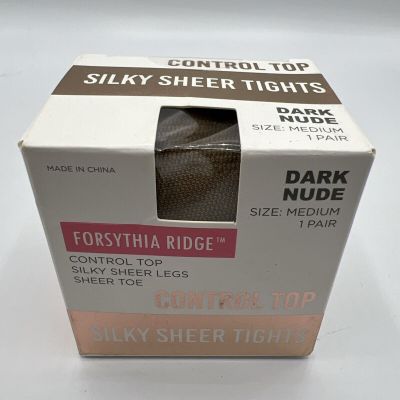 CONTROL TOP
SILKY SHEER TIGHTS
DARK
NUDE
SIZE: MEDIUM
1 PAIR
MADE IN CHINA
DARK
NUDE
SIZE: MEDIUM
1 PAIR
FORSYTHIA RIDGE™
CONTROL TOP
SILKY SHEER LEGS
SHEER TOE
CONTROL TOP
SILKY SHEER TIGHTS